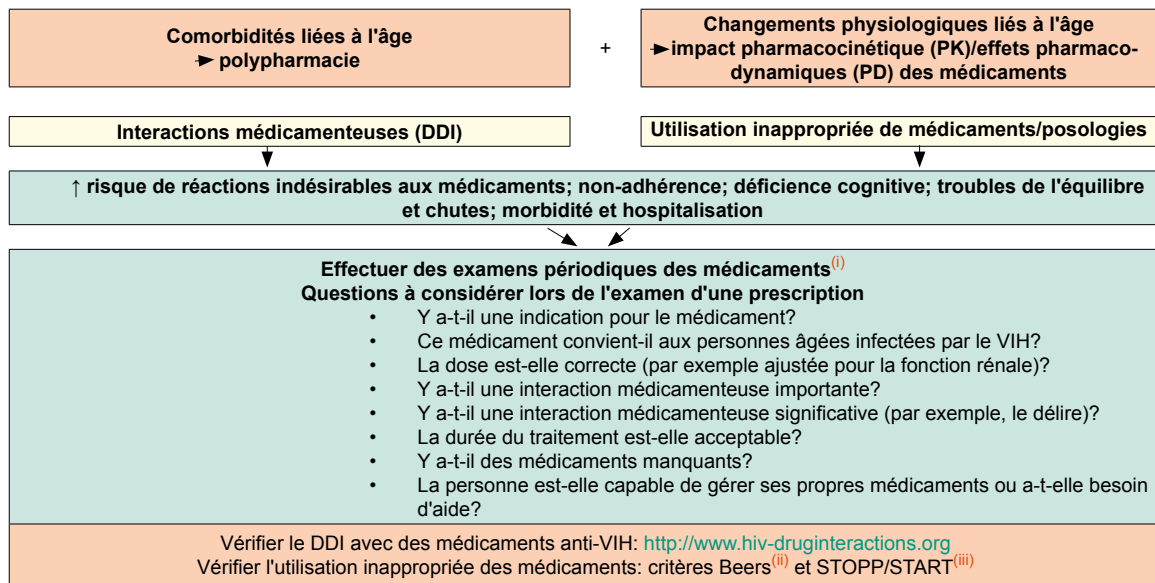 Comorbidités liées à l'âge
➔ polypharmacie
+
Changements physiologiques liés à l'âge
➔ impact pharmacocinétique (PK)/effets pharmaco-
dynamiques (PD) des médicaments
Interactions médicamenteuses (DDI)
Utilisation inappropriée de médicaments/posologies
↑ risque de réactions indésirables aux médicaments; non-adhérence; déficience cognitive; troubles de l'équilibre
et chutes; morbidité et hospitalisation
Effectuer des examens périodiques des médicaments(i)
Questions à considérer lors de l'examen d'une prescription
• Y a-t-il une indication pour le médicament?
• Ce médicament convient-il aux personnes âgées infectées par le VIH?
• La dose est-elle correcte (par exemple ajustée pour la fonction rénale)?
• Y a-t-il une interaction médicamenteuse importante?
• Y a-t-il une interaction médicamenteuse significative (par exemple, le délire)?
• La durée du traitement est-elle acceptable?
• Y a-t-il des médicaments manquants?
• La personne est-elle capable de gérer ses propres médicaments ou a-t-elle besoin
d'aide?
Vérifier le DDI avec des médicaments anti-VIH: http://www.hiv-druginteractions.org
Vérifier l'utilisation inappropriée des médicaments: critères Beers(ii) et STOPP/START(iii)